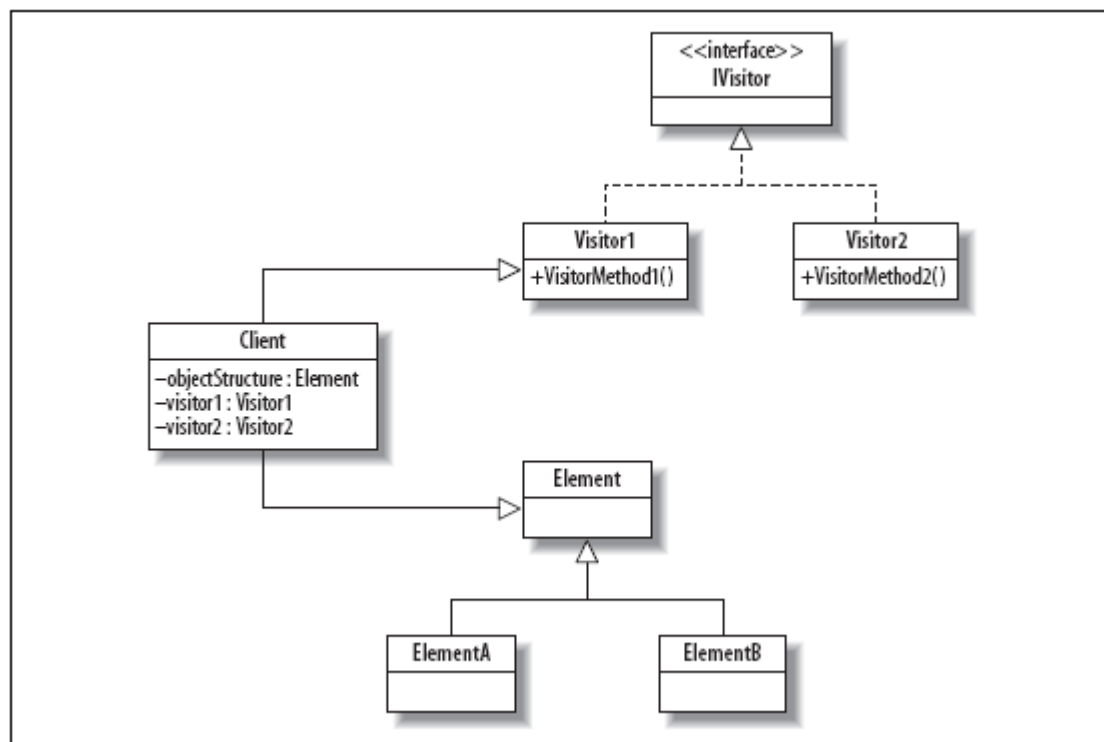 <<interface>>
IVisitor
Visitor1
+VisitorMethod1()
Visitor2
+VisitorMethod2()
Client
–objectStructure : Element
–visitor1 : Visitor1
–visitor2 : Visitor2
Element
ElementA
ElementB